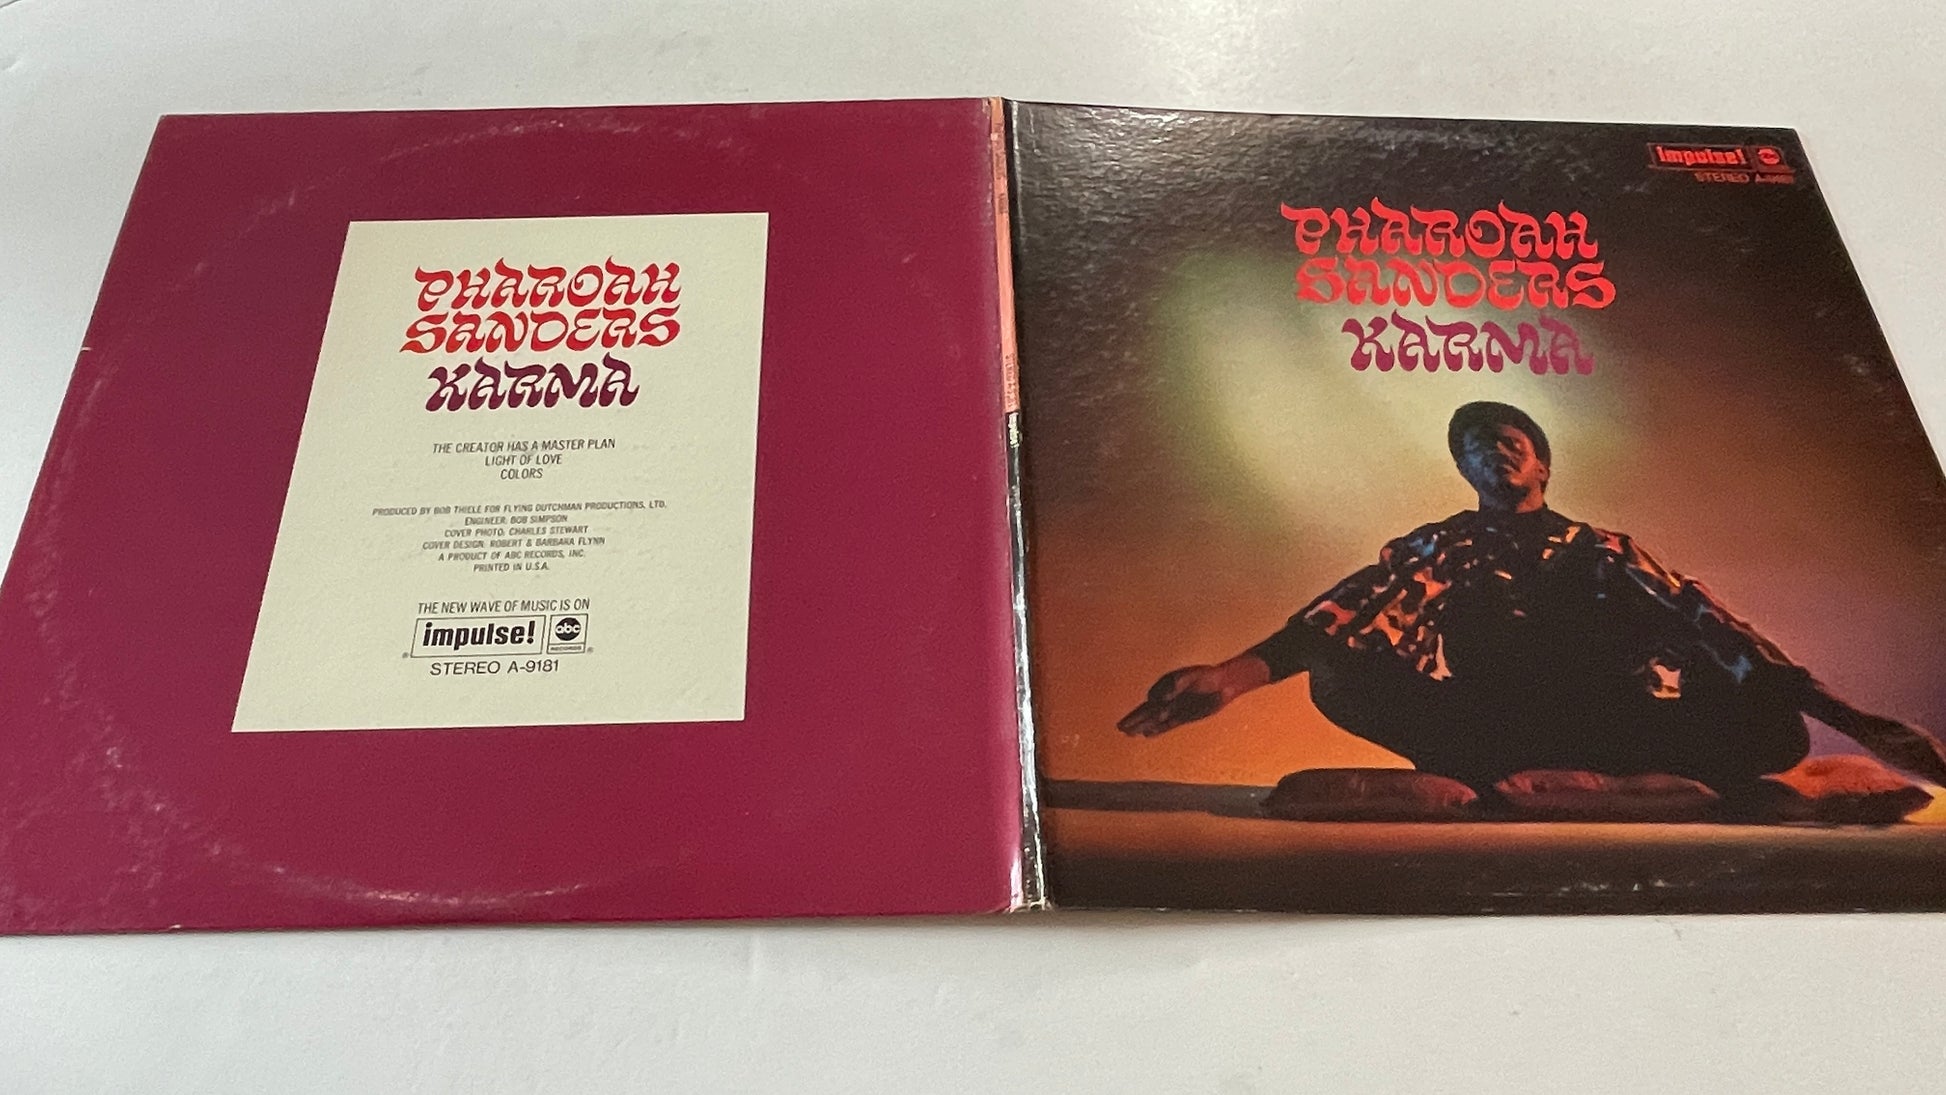 PHAROAH
SANDERS
KARMA
THE CREATOR HAS A MASTER PLAN
LIGHT OF LOVE
COLORS
PRODUCED BY BOB THIELE FOR FLYING DUTCHMAN PRODUCTIONS, LTD.
ENGINEER: BOB SIMPSON
COVER PHOTO: CHARLES STEWART
COVER DESIGN: ROBERT & BARBARA FLYNN
A PRODUCT OF ABC RECORDS, INC.
PRINTED IN U.S.A.
THE NEW WAVE OF MUSIC IS ON
® impulse! abc RECORDS ®
STEREO A-9181
impulse!
impulse! abc
STEREO A-9181
PHAROAH
SANDERS
KARMA